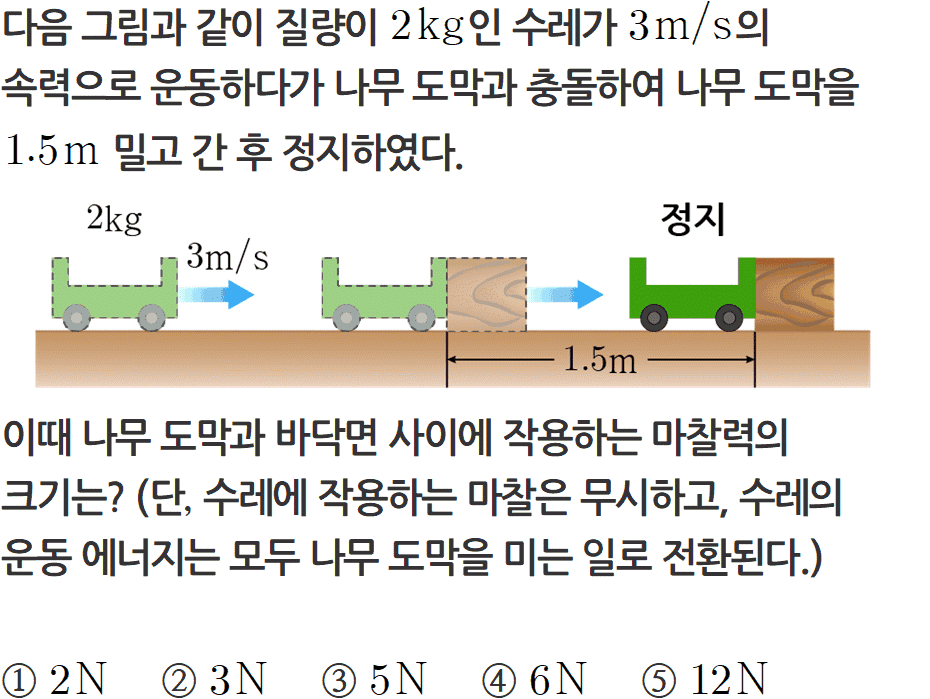 다음 그림과 같이 질량이 2kg인 수레가 3m/s의
속력으로 운동하다가 나무 도막과 충돌하여 나무 도막을
1.5m 밀고 간 후 정지하였다.
2kg
정지
3m/s
1.5m
이때 나무 도막과 바닥면 사이에 작용하는 마찰력의
크기는? (단, 수레에 작용하는 마찰은 무시하고, 수레의
운동 에너지는 모두 나무 도막을 미는 일로 전환된다.)
① 2N ② 3N ③ 5N ④ 6N ⑤ 12N